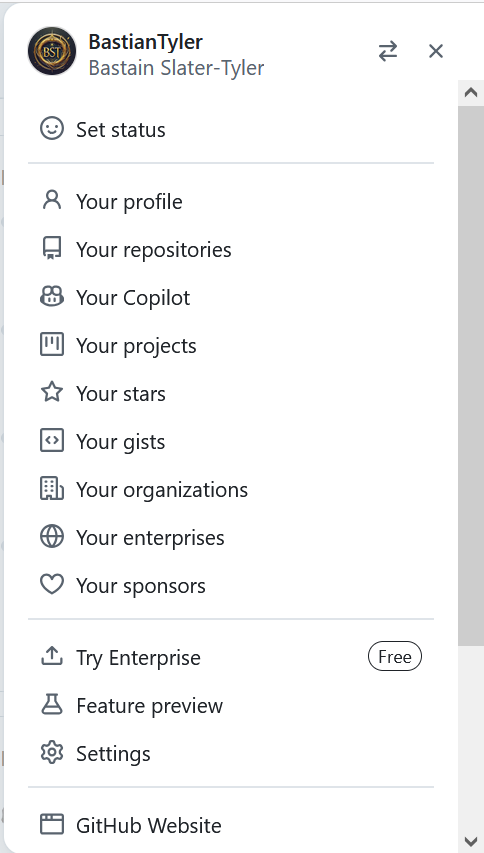 BST
BastianTyler
Bastain Slater-Tyler
Set status
Your profile
Your repositories
Your Copilot
Your projects
Your stars
Your gists
Your organizations
Your enterprises
Your sponsors
Try Enterprise Free
Feature preview
Settings
GitHub Website